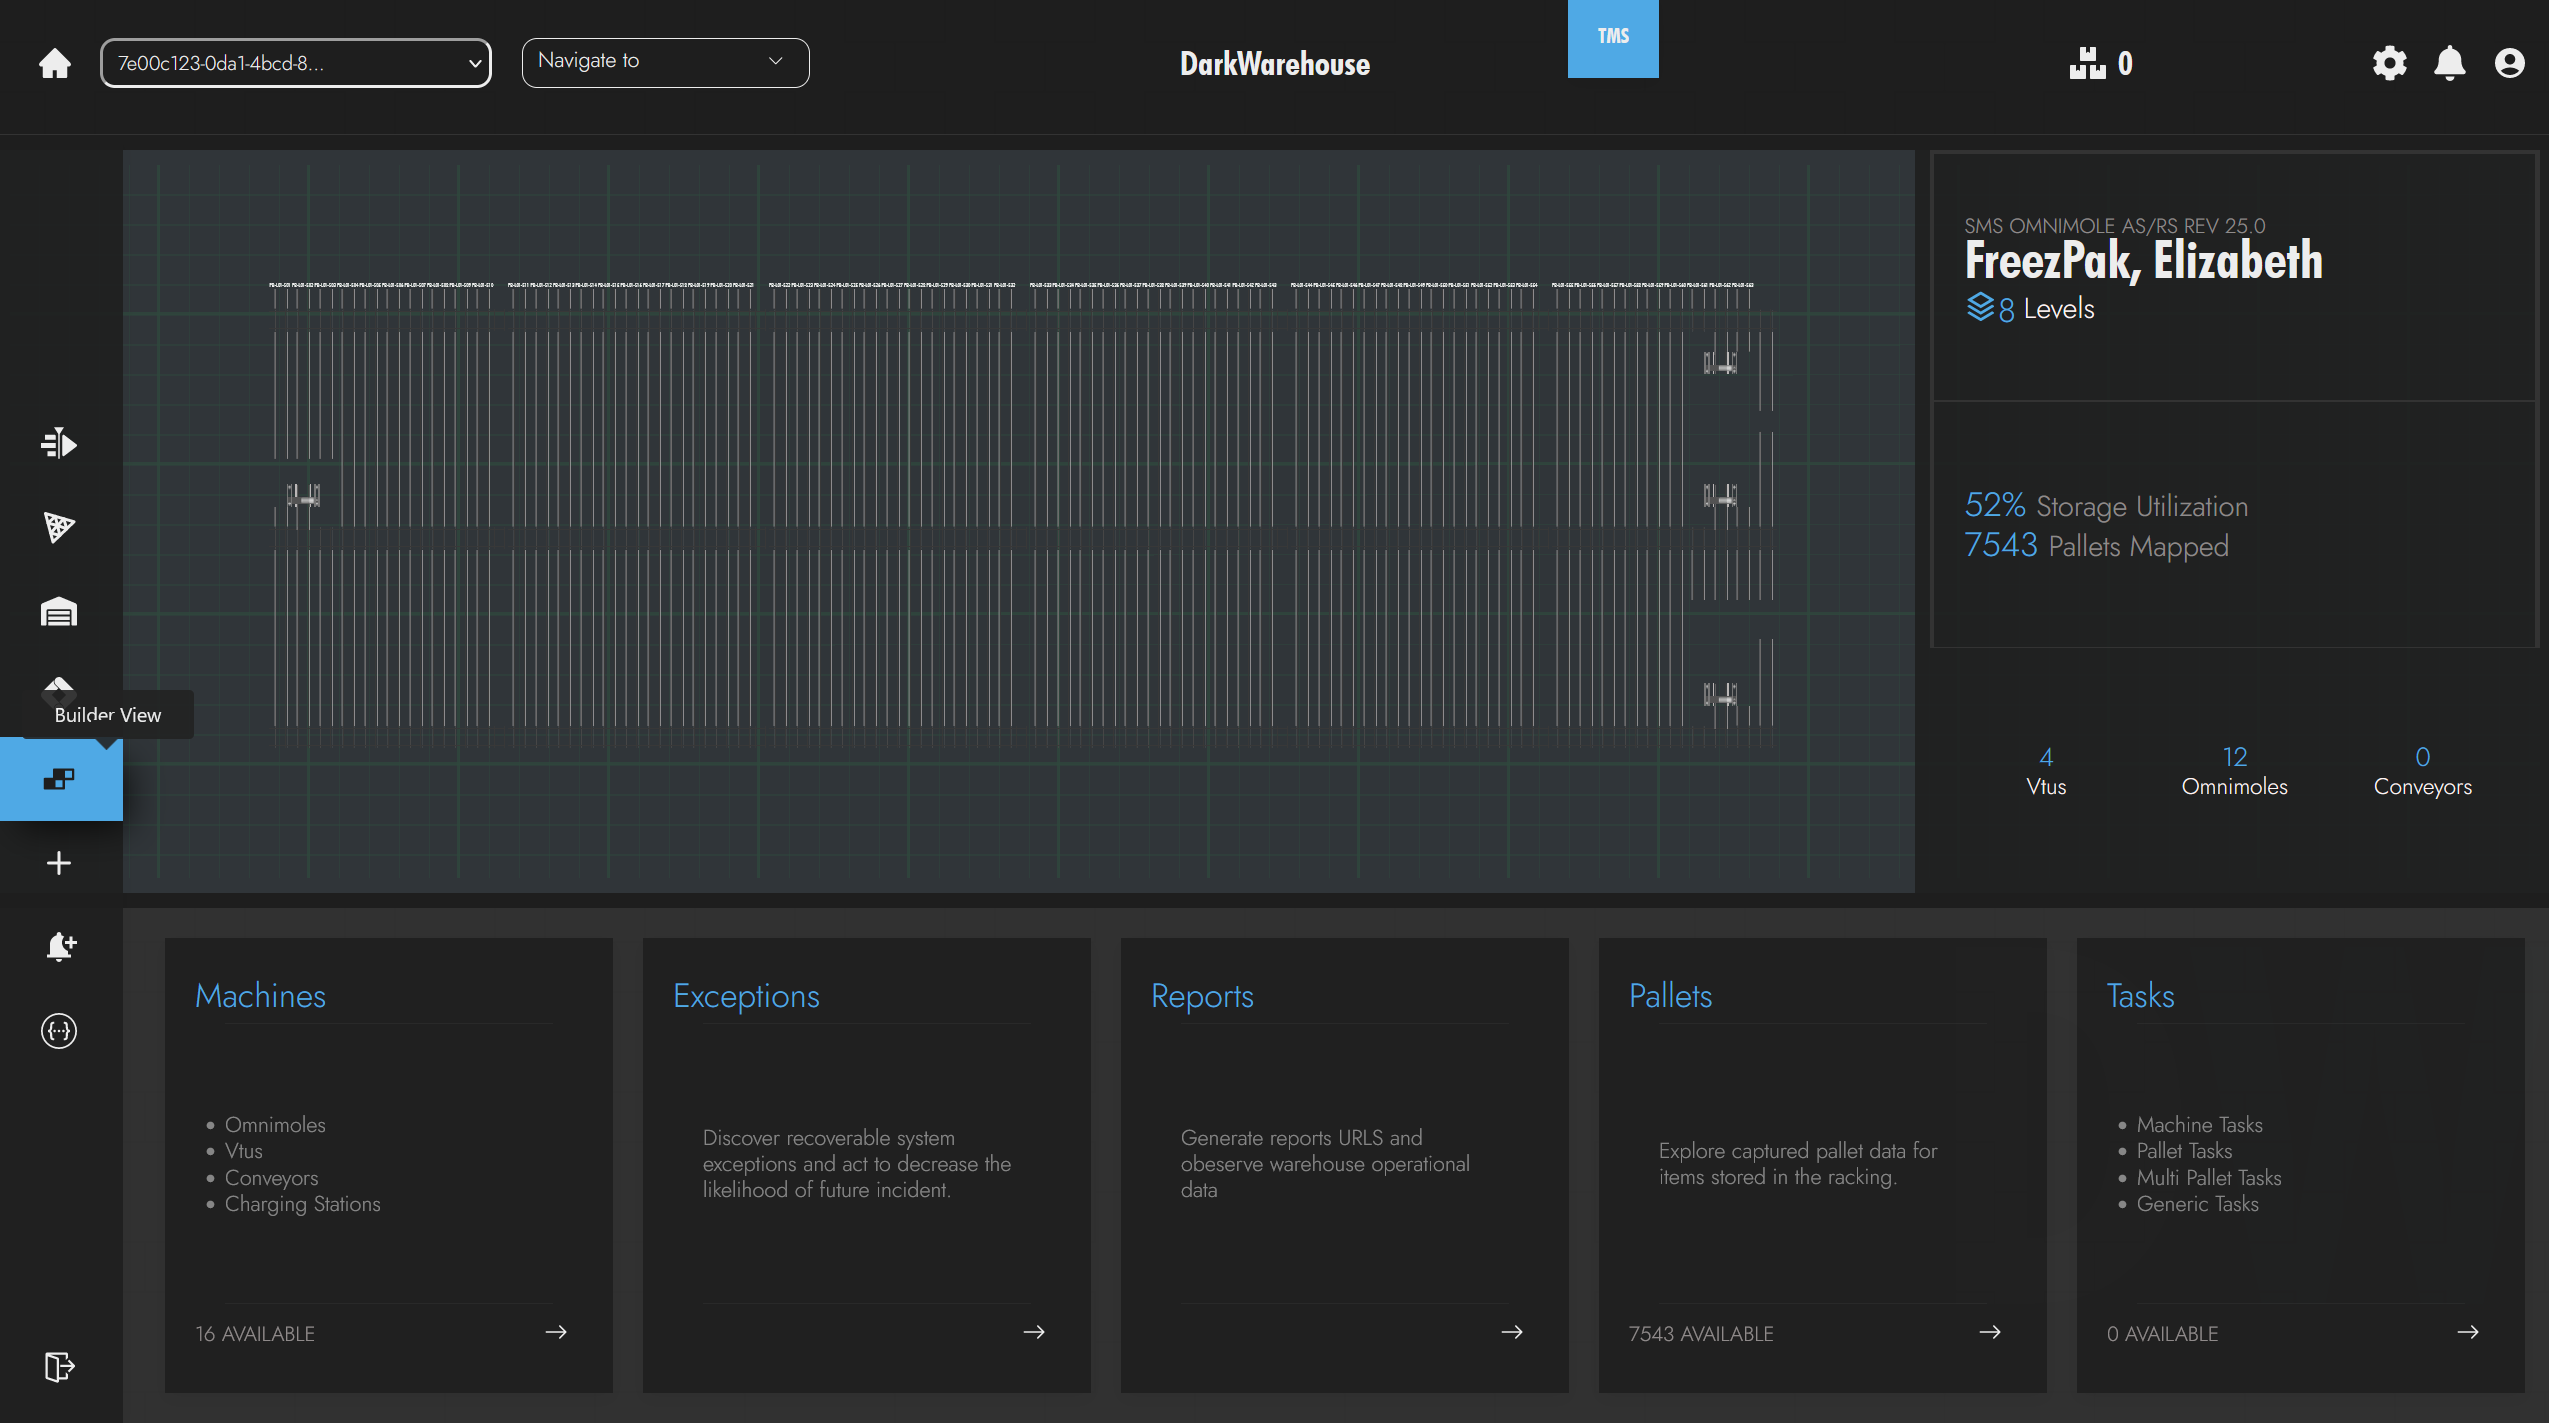 7e00c123-0da1-4bcd-8...
Navigate to
DarkWarehouse
TMS
0
SMS OMNIMOLE AS/RS REV 25.0
FreezPak, Elizabeth
8 Levels
52% Storage Utilization
7543 Pallets Mapped
4
Vtus
12
Omnimoles
0
Conveyors
Builder View
Machines
Omnimoles
Vtus
Conveyors
Charging Stations
16 AVAILABLE
Exceptions
Discover recoverable system
exceptions and act to decrease the
likelihood of future incident.
Reports
Generate reports URLS and
obeserve warehouse operational
data
Pallets
Explore captured pallet data for
items stored in the racking.
7543 AVAILABLE
Tasks
Machine Tasks
Pallet Tasks
Multi Pallet Tasks
Generic Tasks
0 AVAILABLE